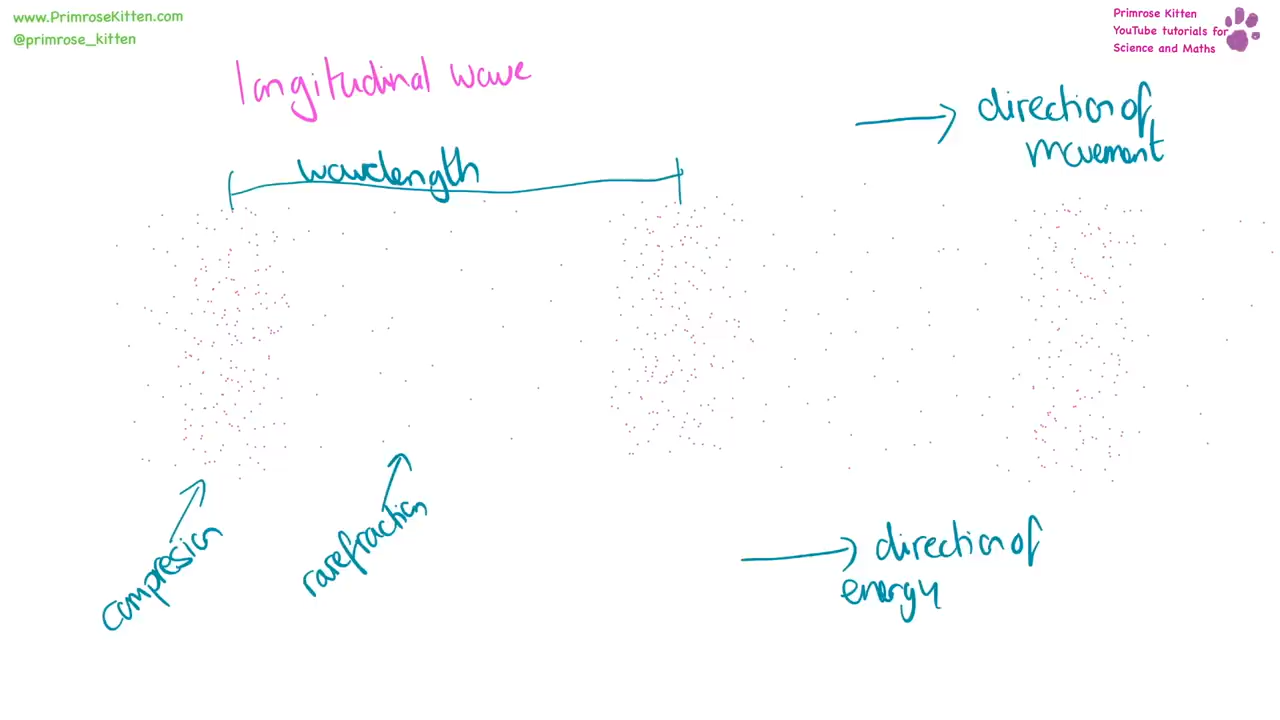 www.PrimroseKitten.com
@primrose_kitten
Primrose Kitten
YouTube tutorials for
Science and Maths
longitudinal wave
direction of
movement
wavelength
compresion
rarefraction
direction of
energy